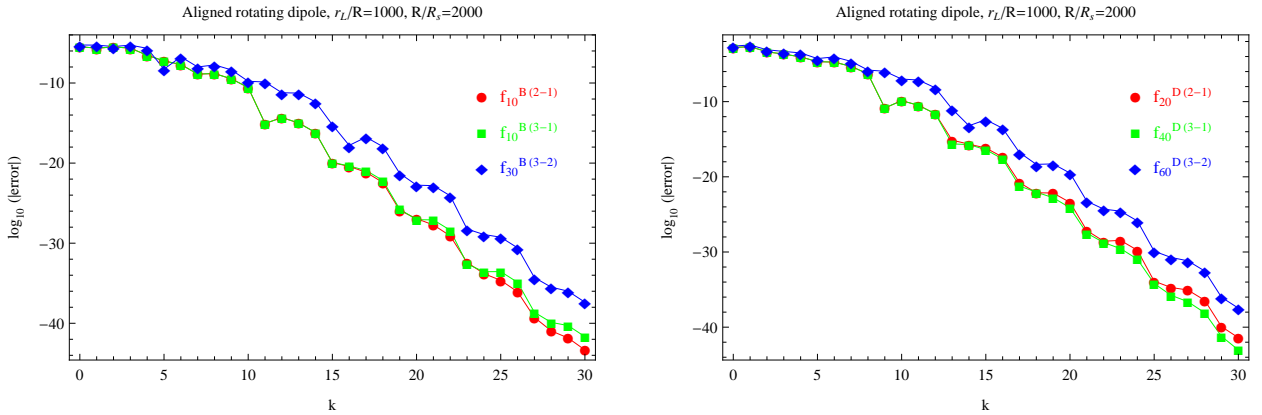 Aligned rotating dipole, r_L/R=1000, R/R_s=2000
log_10 (|error|)
−10
−20
−30
−40
f_10^B (2−1)
f_10^B (3−1)
f_30^B (3−2)
0 5 10 15 20 25 30
k
Aligned rotating dipole, r_L/R=1000, R/R_s=2000
log_10 (|error|)
−10
−20
−30
−40
f_20^D (2−1)
f_40^D (3−1)
f_60^D (3−2)
0 5 10 15 20 25 30
k